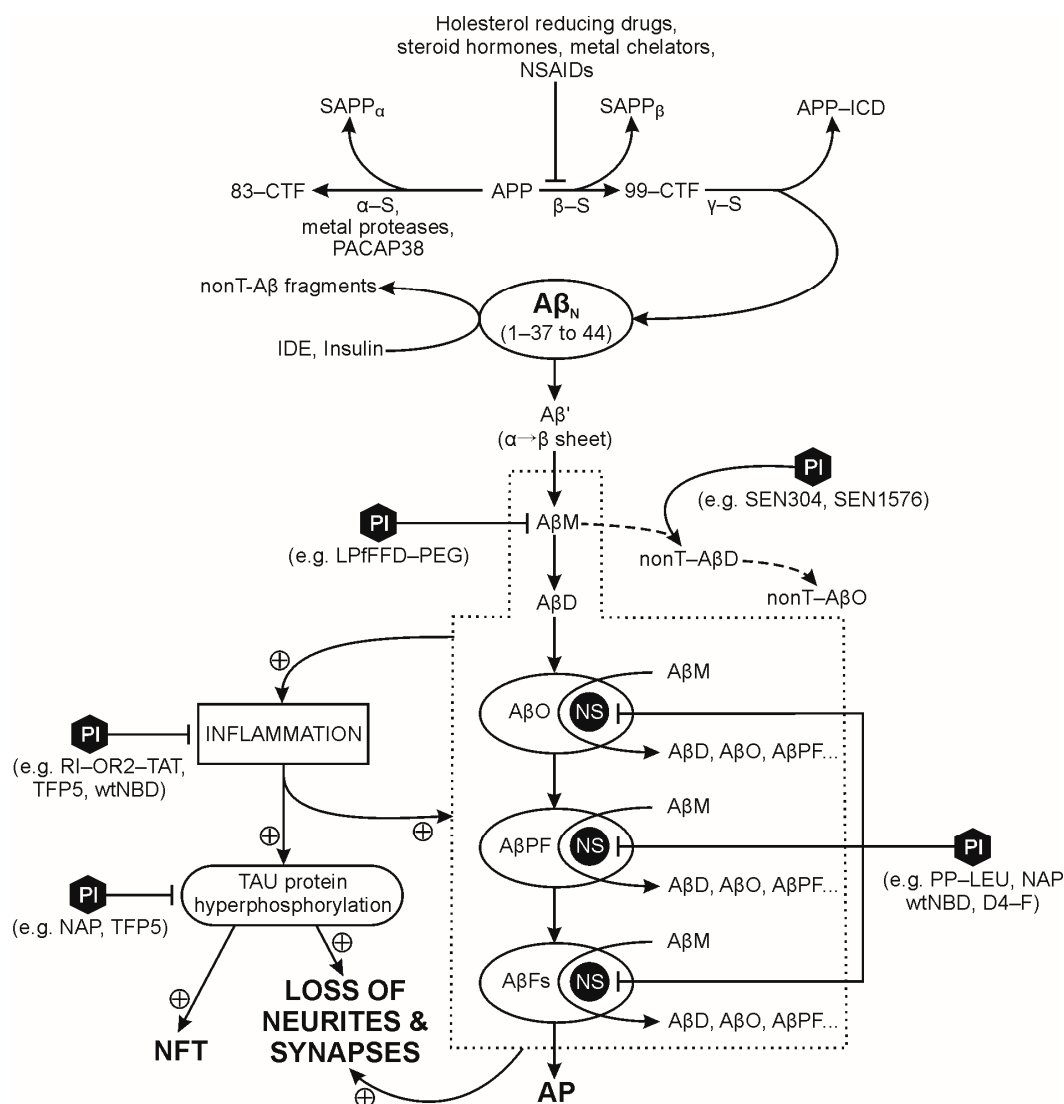 Holesterol reducing drugs,
steroid hormones, metal chelators,
NSAIDs
SAPPα
SAPPβ
APP–ICD
83–CTF
APP
99–CTF
α–S,
metal proteases,
PACAP38
β–S
γ–S
nonT-Aβ fragments
IDE, Insulin
AβN
(1–37 to 44)
Aβ'
(α→β sheet)
PI
(e.g. SEN304, SEN1576)
PI
(e.g. LPfFFD–PEG)
AβM
nonT–AβD
nonT–AβO
AβD
⊕
INFLAMMATION
PI
(e.g. RI–OR2–TAT,
TFP5, wtNBD)
⊕
⊕
TAU protein
hyperphosphorylation
PI
(e.g. NAP, TFP5)
⊕
⊕
NFT
LOSS OF
NEURITES &
SYNAPSES
⊕
AβO
NS
AβM
AβD, AβO, AβPF...
AβPF
NS
AβM
AβD, AβO, AβPF...
PI
(e.g. PP–LEU, NAP
wtNBD, D4–F)
AβFs
NS
AβM
AβD, AβO, AβPF...
AP